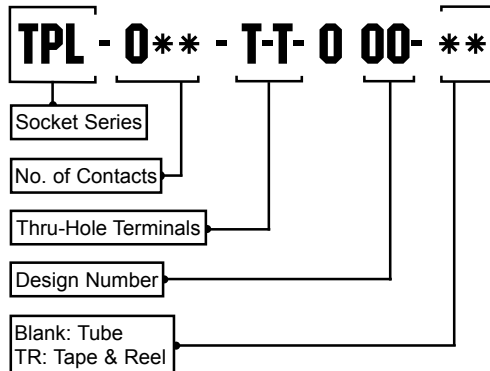 TPL - 0** - T-T- 0 00- **
Socket Series
No. of Contacts
Thru-Hole Terminals
Design Number
Blank: Tube
TR: Tape & Reel